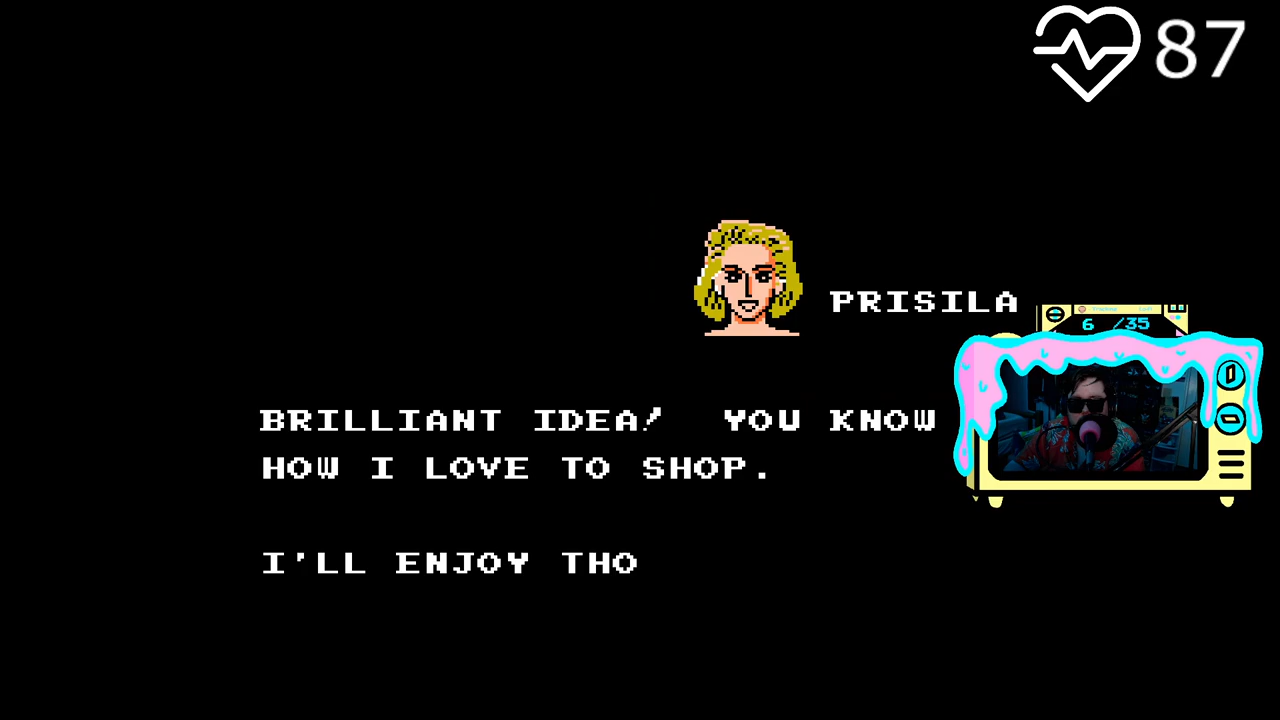 87
PRISILA
6 /35
BRILLIANT IDEA! YOU KNOW
HOW I LOVE TO SHOP.
I'LL ENJOY THO